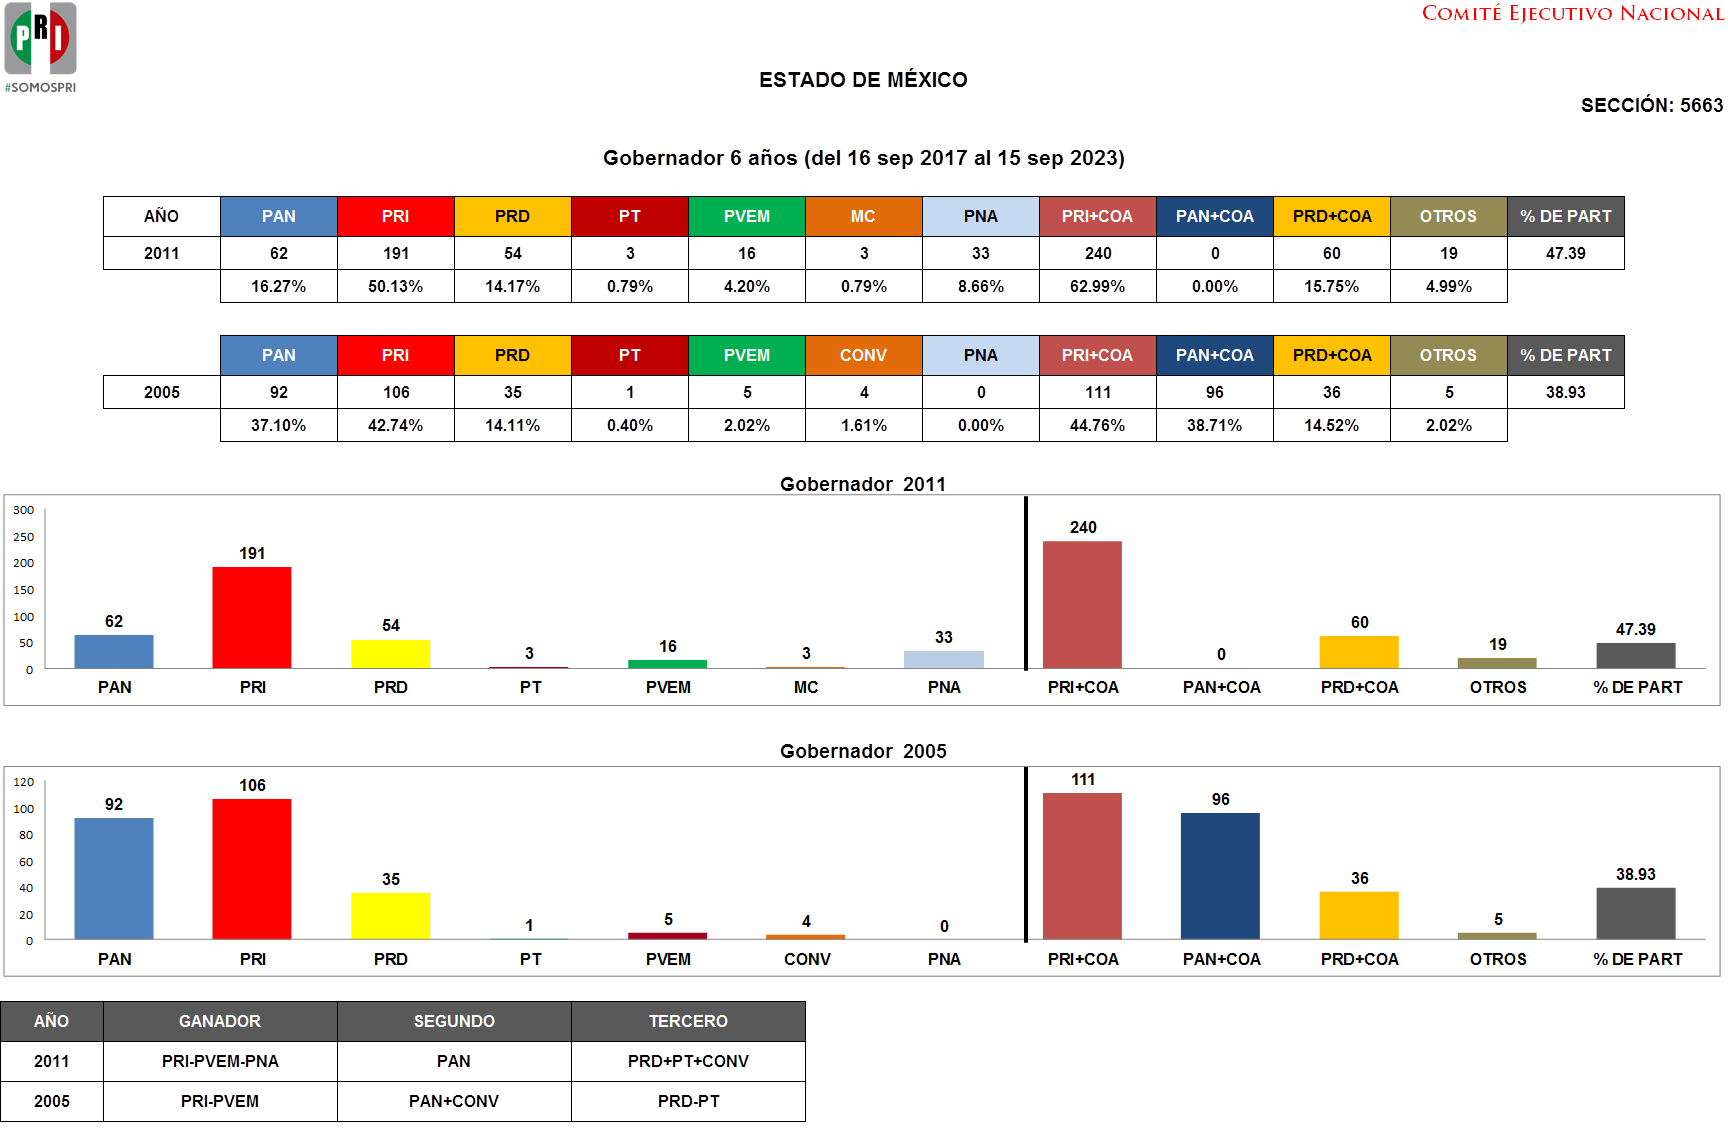 PRI
#SOMOSPRI
COMITÉ EJECUTIVO NACIONAL
ESTADO DE MÉXICO
SECCIÓN: 5663
Gobernador 6 años (del 16 sep 2017 al 15 sep 2023)
AÑO PAN PRI PRD PT PVEM MC PNA PRI+COA PAN+COA PRD+COA OTROS % DE PART
2011 62 191 54 3 16 3 33 240 0 60 19 47.39
16.27% 50.13% 14.17% 0.79% 4.20% 0.79% 8.66% 62.99% 0.00% 15.75% 4.99%
PAN PRI PRD PT PVEM CONV PNA PRI+COA PAN+COA PRD+COA OTROS % DE PART
2005 92 106 35 1 5 4 0 111 96 36 5 38.93
37.10% 42.74% 14.11% 0.40% 2.02% 1.61% 0.00% 44.76% 38.71% 14.52% 2.02%
Gobernador 2011
300
250
200
150
100
50
0
62 191 54 3 16 3 33 240 0 60 19 47.39
PAN PRI PRD PT PVEM MC PNA PRI+COA PAN+COA PRD+COA OTROS % DE PART
Gobernador 2005
120
100
80
60
40
20
0
92 106 35 1 5 4 0 111 96 36 5 38.93
PAN PRI PRD PT PVEM CONV PNA PRI+COA PAN+COA PRD+COA OTROS % DE PART
AÑO GANADOR SEGUNDO TERCERO
2011 PRI-PVEM-PNA PAN PRD+PT+CONV
2005 PRI-PVEM PAN+CONV PRD-PT